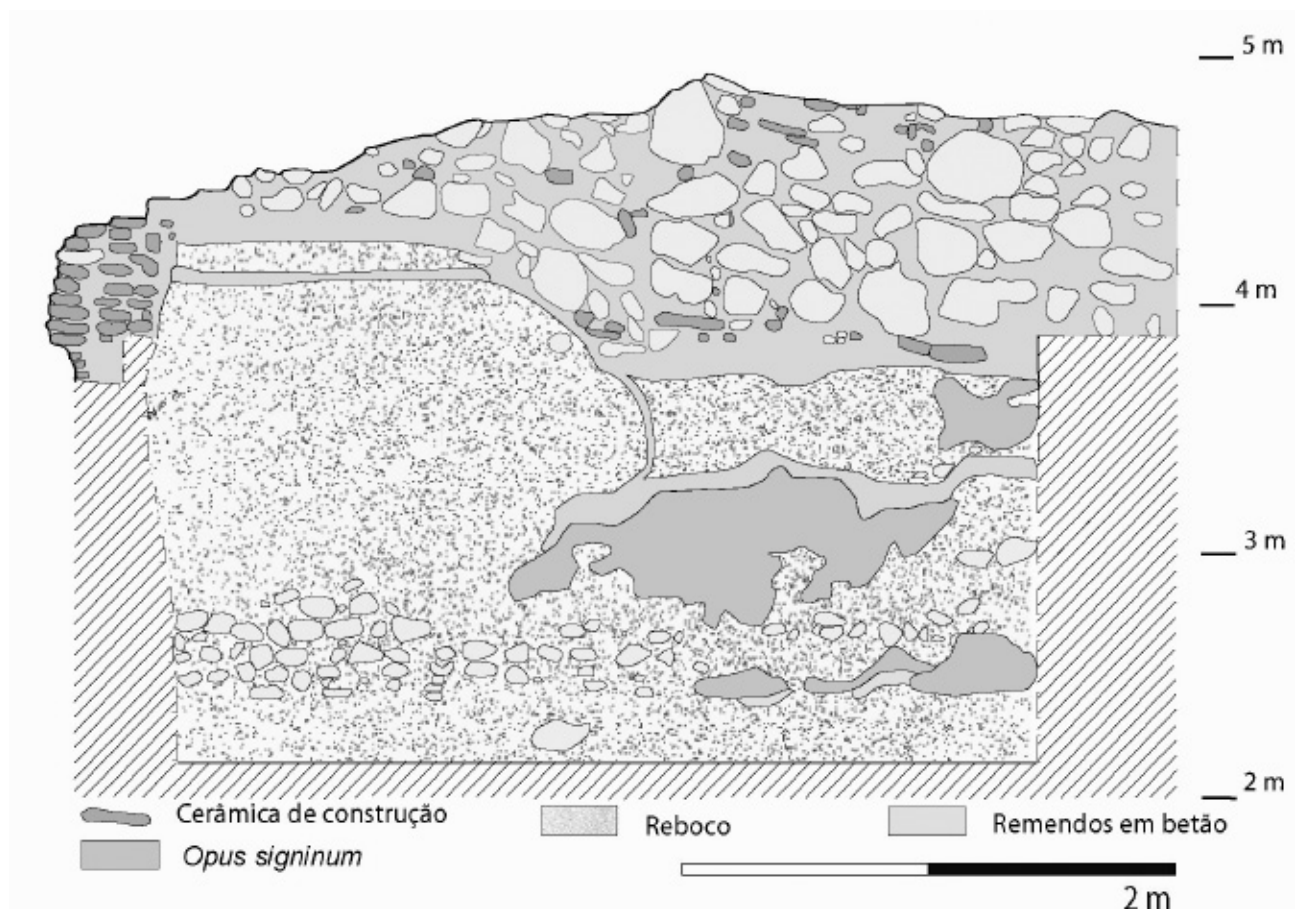 5 m
4 m
3 m
2 m
Cerâmica de construção
Reboco
Remendos em betão
Opus signinum
2 m